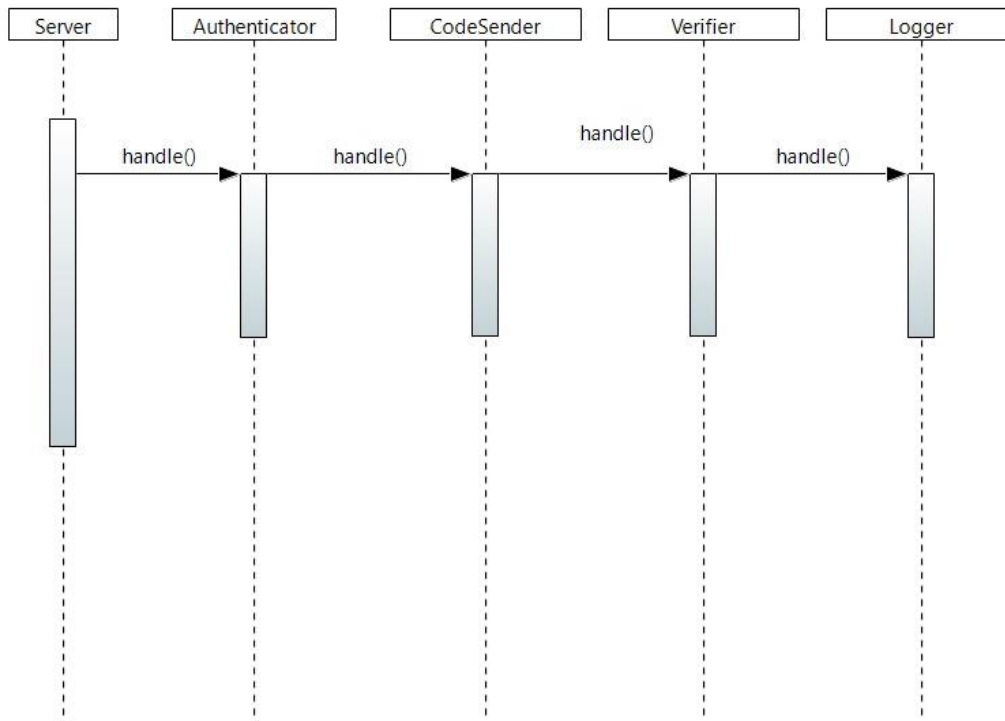 Server
Authenticator
CodeSender
Verifier
Logger
handle()
handle()
handle()
handle()